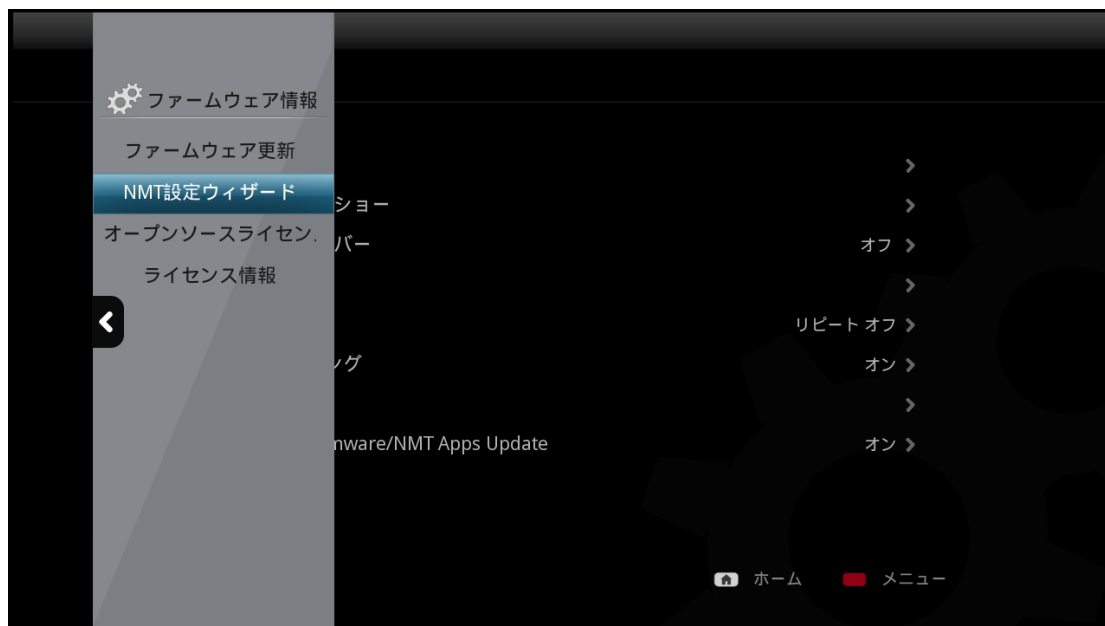 ファームウェア情報
ファームウェア更新
NMT設定ウィザード
オープンソースライセン.
ライセンス情報
ショー
バー
オフ
リピート オフ
ング
オン
mware/NMT Apps Update
オン
ホーム
メニュー